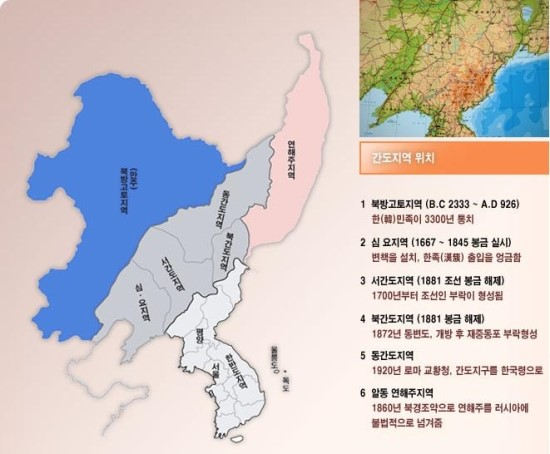 간도지역 위치
1 북방고토지역 (B.C 2333 ~ A.D 926)
한(韓)민족이 3300년 통치
2 심 요지역 (1667 ~ 1845 봉금 실시)
변책을 설치, 한족(漢族) 출입을 엄금함
3 서간도지역 (1881 조선 봉금 해제)
1700년부터 조선인 부락이 형성됨
4 북간도지역 (1881 봉금 해제)
1872년 동변도, 개방 후 재중동포 부락형성
5 동간도지역
1920년 로마 교황청, 간도지구를 한국령으로
6 알동 연해주지역
1860년 북경조약으로 연해주를 러시아에
불법적으로 넘겨줌
(만주)
북방고토지역
연해주지역
동간도지역
북간도지역
서간도지역
심·요지역
평양
서울
한반도지역
울릉도
독도